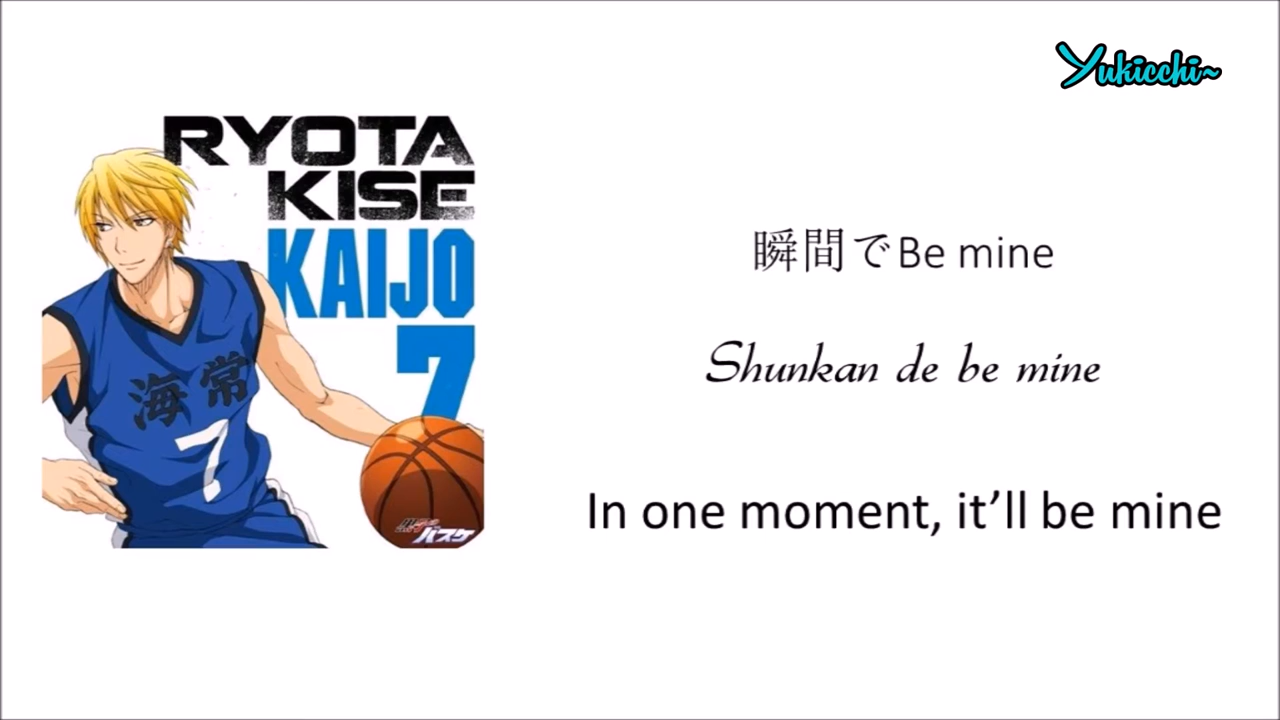 Yukicchi~
RYOTA
KISE
KAIJO
7
海常
7
バスケ
瞬間でBe mine
Shunkan de be mine
In one moment, it’ll be mine